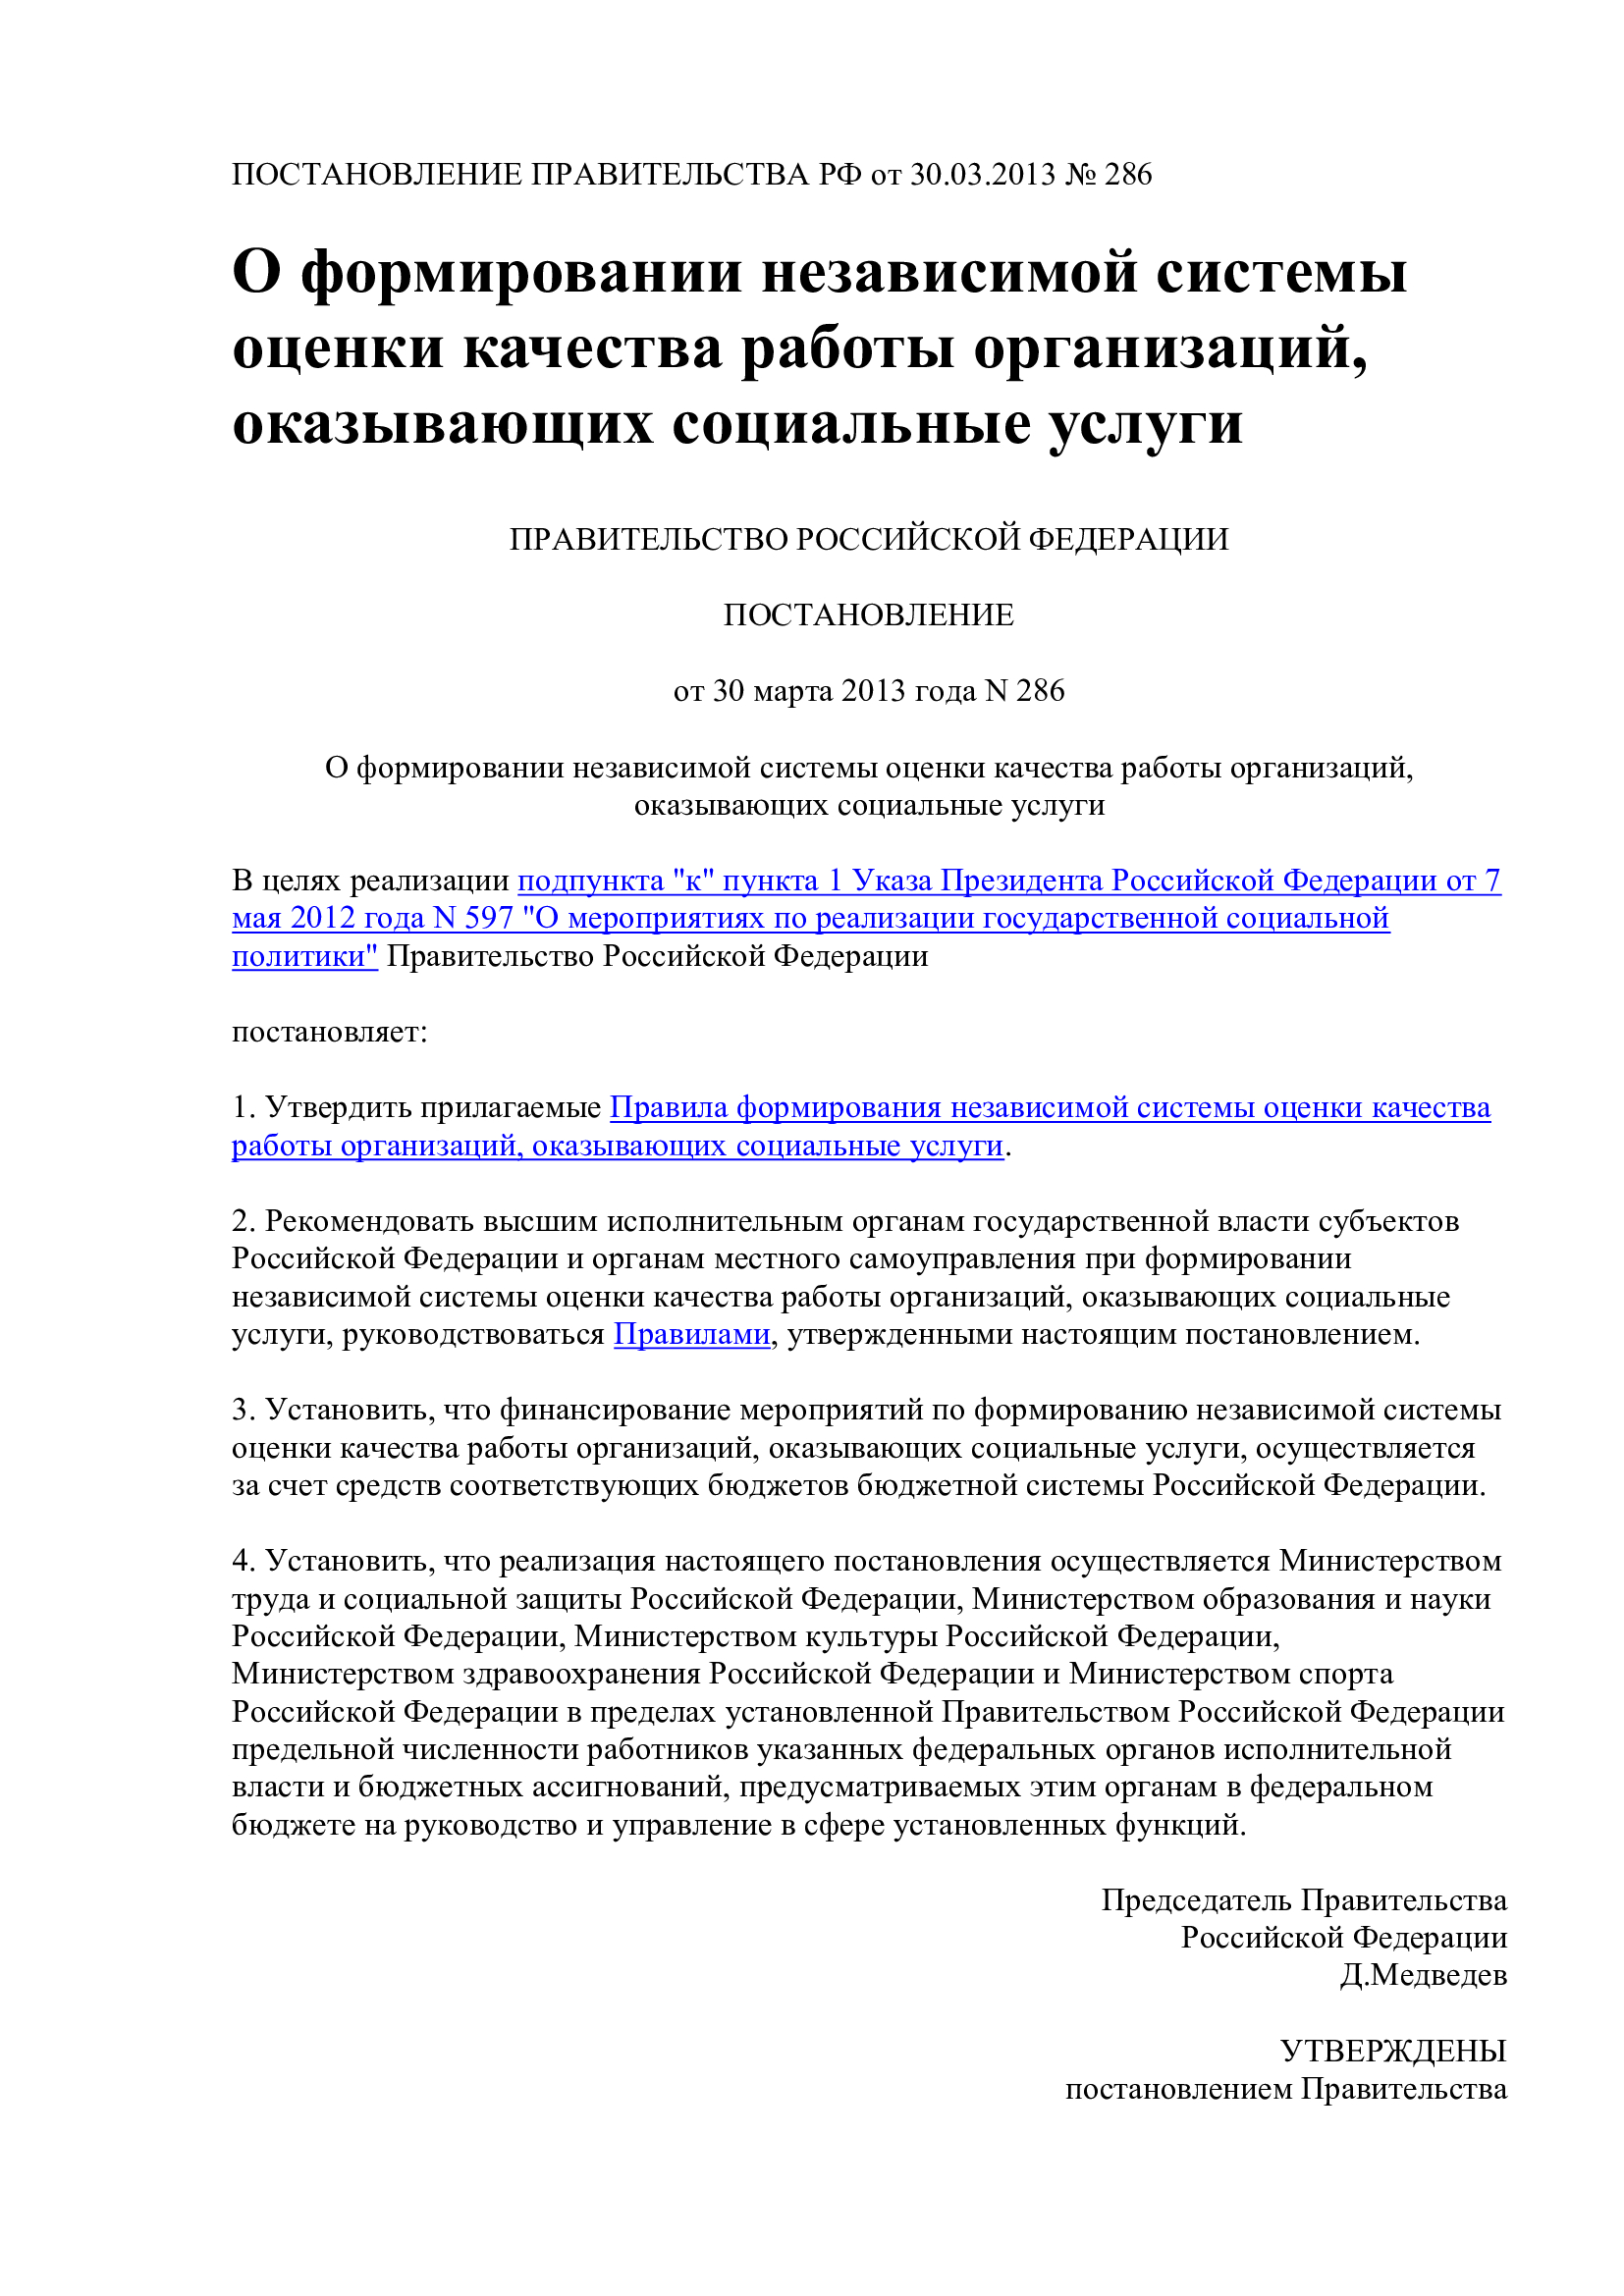 ПОСТАНОВЛЕНИЕ ПРАВИТЕЛЬСТВА РФ от 30.03.2013 № 286
О формировании независимой системы
оценки качества работы организаций,
оказывающих социальные услуги
ПРАВИТЕЛЬСТВО РОССИЙСКОЙ ФЕДЕРАЦИИ
ПОСТАНОВЛЕНИЕ
от 30 марта 2013 года N 286
О формировании независимой системы оценки качества работы организаций,
оказывающих социальные услуги
В целях реализации подпункта "к" пункта 1 Указа Президента Российской Федерации от 7
мая 2012 года N 597 "О мероприятиях по реализации государственной социальной
политики" Правительство Российской Федерации
постановляет:
1. Утвердить прилагаемые Правила формирования независимой системы оценки качества
работы организаций, оказывающих социальные услуги.
2. Рекомендовать высшим исполнительным органам государственной власти субъектов
Российской Федерации и органам местного самоуправления при формировании
независимой системы оценки качества работы организаций, оказывающих социальные
услуги, руководствоваться Правилами, утвержденными настоящим постановлением.
3. Установить, что финансирование мероприятий по формированию независимой системы
оценки качества работы организаций, оказывающих социальные услуги, осуществляется
за счет средств соответствующих бюджетов бюджетной системы Российской Федерации.
4. Установить, что реализация настоящего постановления осуществляется Министерством
труда и социальной защиты Российской Федерации, Министерством образования и науки
Российской Федерации, Министерством культуры Российской Федерации,
Министерством здравоохранения Российской Федерации и Министерством спорта
Российской Федерации в пределах установленной Правительством Российской Федерации
предельной численности работников указанных федеральных органов исполнительной
власти и бюджетных ассигнований, предусматриваемых этим органам в федеральном
бюджете на руководство и управление в сфере установленных функций.
Председатель Правительства
Российской Федерации
Д.Медведев
УТВЕРЖДЕНЫ
постановлением Правительства